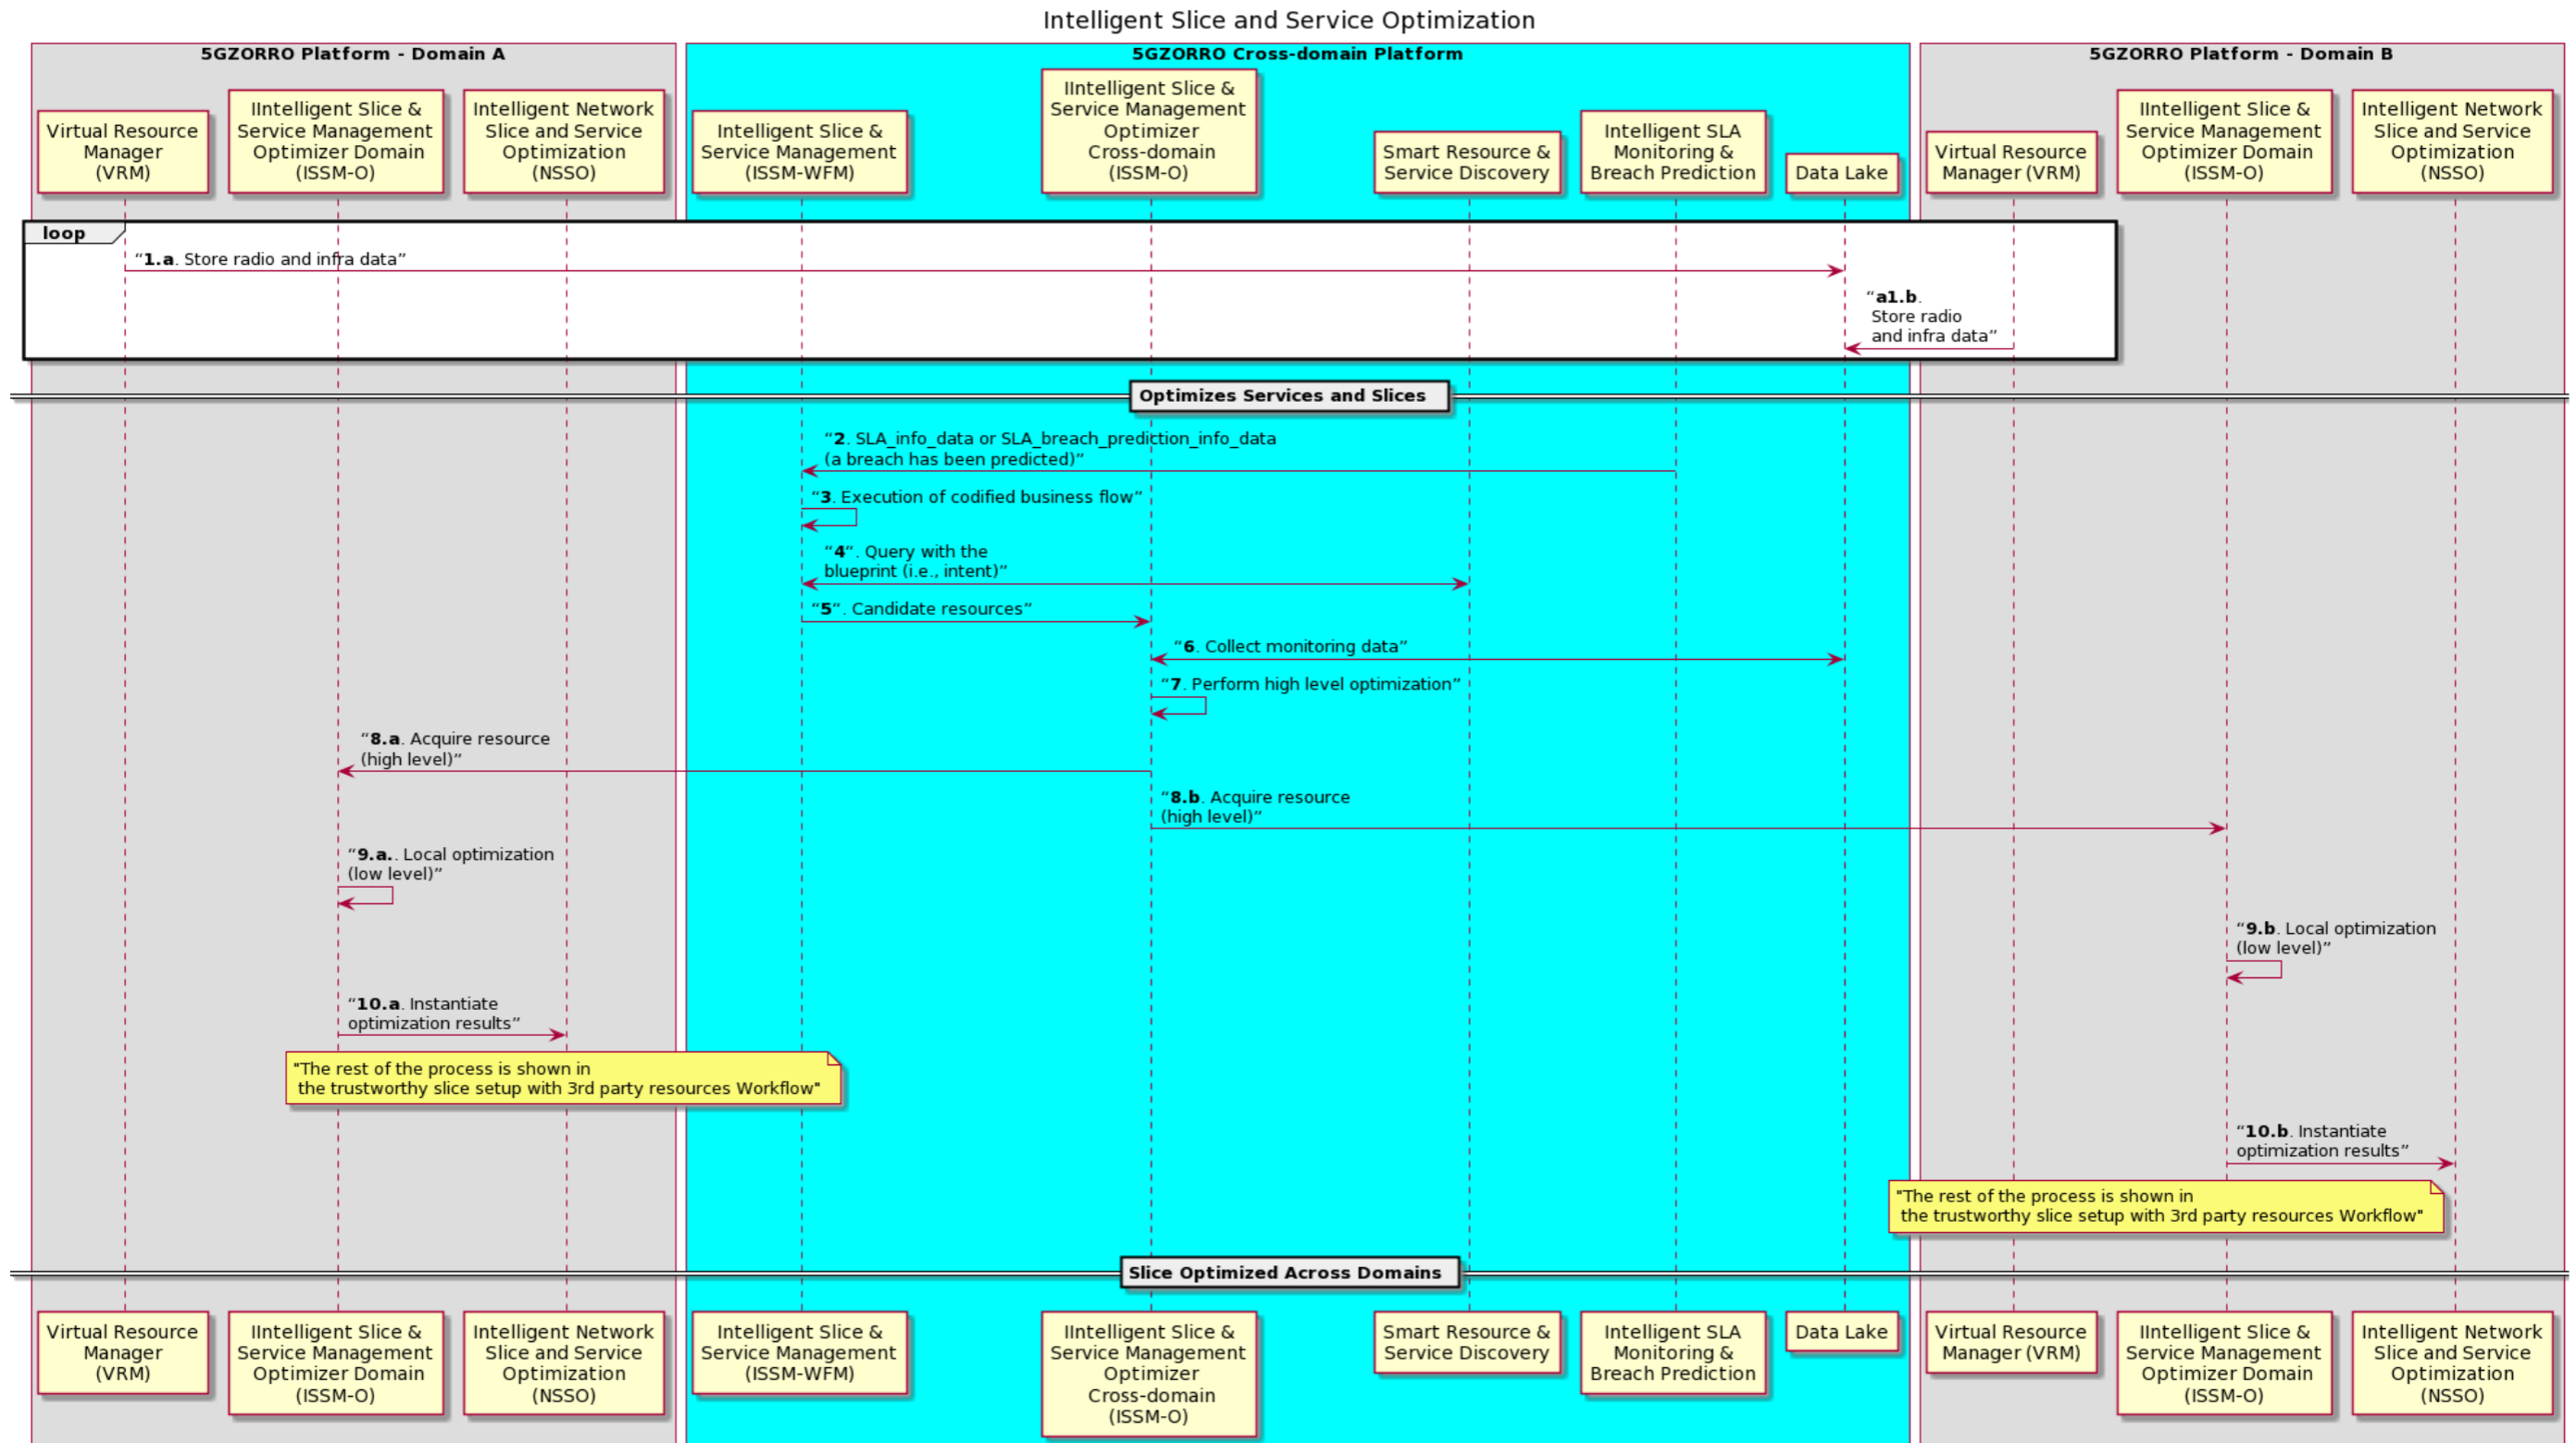 Intelligent Slice and Service Optimization
5GZORRO Platform - Domain A
5GZORRO Cross-domain Platform
5GZORRO Platform - Domain B
Virtual Resource
Manager
(VRM)
IIntelligent Slice &
Service Management
Optimizer Domain
(ISSM-O)
Intelligent Network
Slice and Service
Optimization
(NSSO)
Intelligent Slice &
Service Management
(ISSM-WFM)
IIntelligent Slice &
Service Management
Optimizer
Cross-domain
(ISSM-O)
Smart Resource &
Service Discovery
Intelligent SLA
Monitoring &
Breach Prediction
Data Lake
Virtual Resource
Manager (VRM)
IIntelligent Slice &
Service Management
Optimizer Domain
(ISSM-O)
Intelligent Network
Slice and Service
Optimization
(NSSO)
loop
“1.a. Store radio and infra data”
“a1.b.
Store radio
and infra data”
Optimizes Services and Slices
“2. SLA_info_data or SLA_breach_prediction_info_data
(a breach has been predicted)”
“3. Execution of codified business flow”
“4“. Query with the
blueprint (i.e., intent)”
“5“. Candidate resources”
“6. Collect monitoring data”
“7. Perform high level optimization”
“8.a. Acquire resource
(high level)”
“8.b. Acquire resource
(high level)”
“9.a.. Local optimization
(low level)”
“9.b. Local optimization
(low level)”
“10.a. Instantiate
optimization results”
"The rest of the process is shown in
the trustworthy slice setup with 3rd party resources Workflow"
“10.b. Instantiate
optimization results”
"The rest of the process is shown in
the trustworthy slice setup with 3rd party resources Workflow"
Slice Optimized Across Domains
Virtual Resource
Manager
(VRM)
IIntelligent Slice &
Service Management
Optimizer Domain
(ISSM-O)
Intelligent Network
Slice and Service
Optimization
(NSSO)
Intelligent Slice &
Service Management
(ISSM-WFM)
IIntelligent Slice &
Service Management
Optimizer
Cross-domain
(ISSM-O)
Smart Resource &
Service Discovery
Intelligent SLA
Monitoring &
Breach Prediction
Data Lake
Virtual Resource
Manager (VRM)
IIntelligent Slice &
Service Management
Optimizer Domain
(ISSM-O)
Intelligent Network
Slice and Service
Optimization
(NSSO)